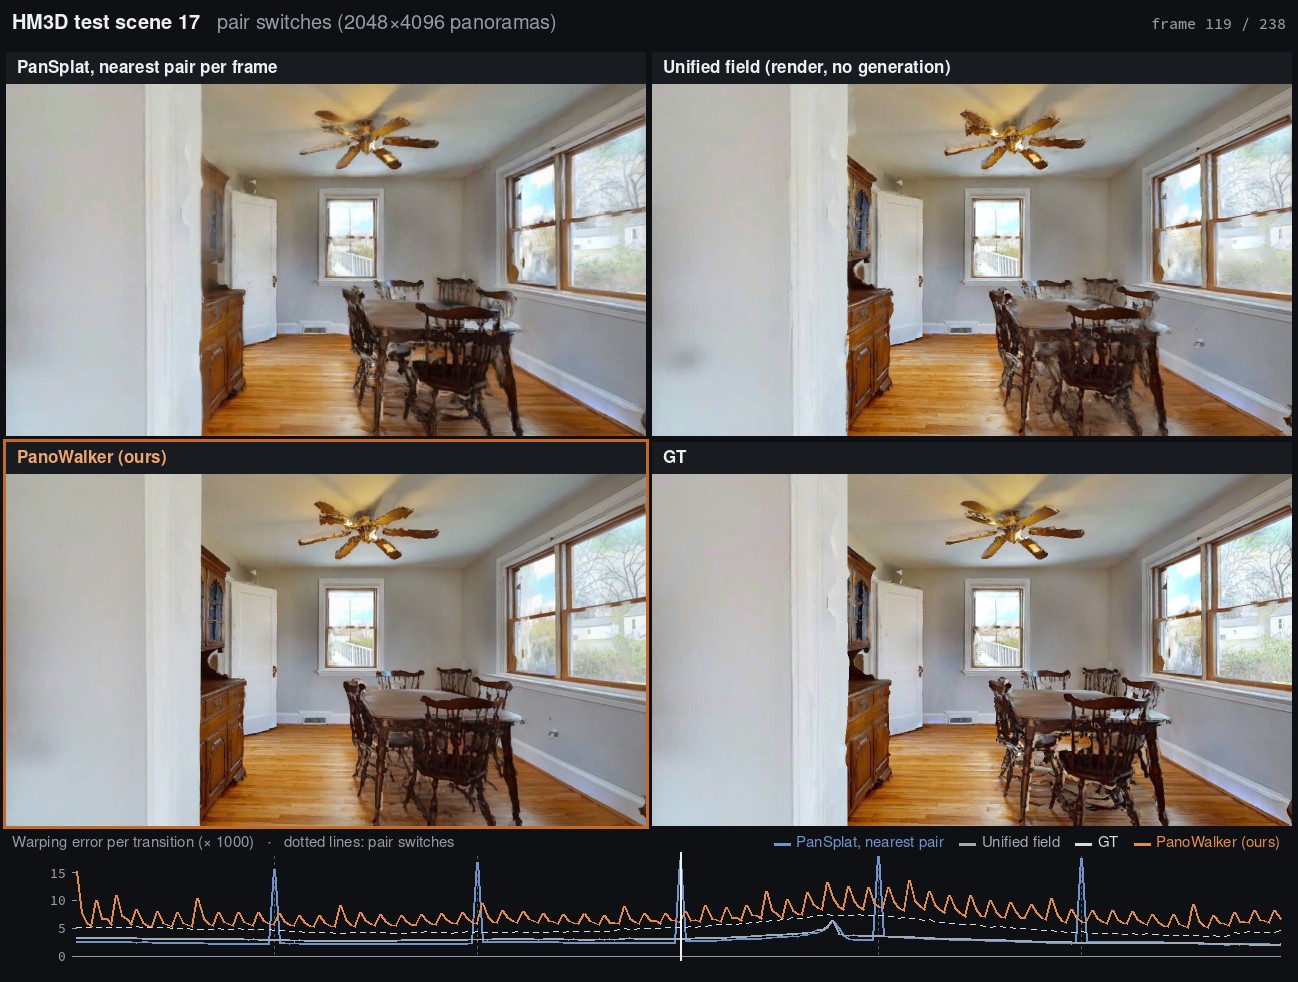 HM3D test scene 17 pair switches (2048×4096 panoramas) frame 119 / 238
PanSplat, nearest pair per frame
Unified field (render, no generation)
PanoWalker (ours)
GT
Warping error per transition (× 1000) · dotted lines: pair switches
PanSplat, nearest pair Unified field GT PanoWalker (ours)
15
10
5
0